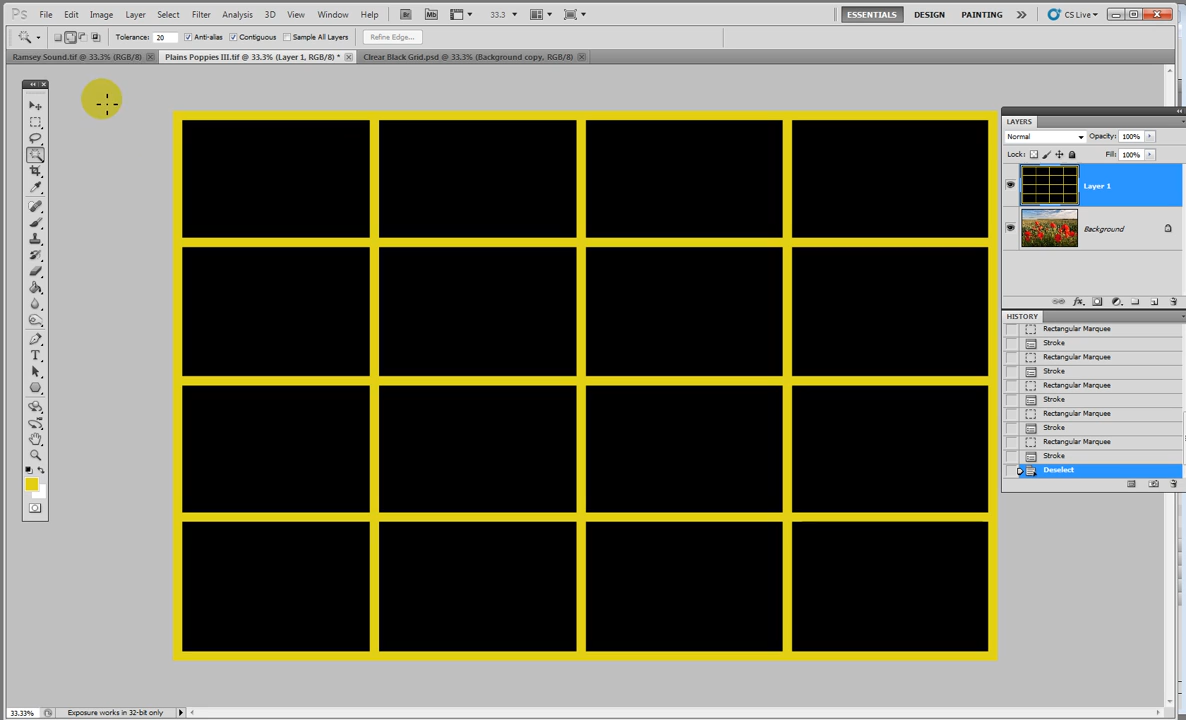 Ps File Edit Image Layer Select Filter Analysis 3D View Window Help Br Mb 33.3 ESSENTIALS DESIGN PAINTING CS Live
Tolerance: 20 Anti-alias Contiguous Sample All Layers Refine Edge...
Ramsey Sound.tif @ 33.3% (RGB/8) Plains Poppies III.tif @ 33.3% (Layer 1, RGB/8) * Clrear Black Grid.psd @ 33.3% (Background copy, RGB/8)
LAYERS
Normal Opacity: 100%
Lock: Fill: 100%
Layer 1
Background
fx
HISTORY
Rectangular Marquee
Stroke
Rectangular Marquee
Stroke
Rectangular Marquee
Stroke
Rectangular Marquee
Stroke
Rectangular Marquee
Stroke
Deselect
T
33.33% Exposure works in 32-bit only